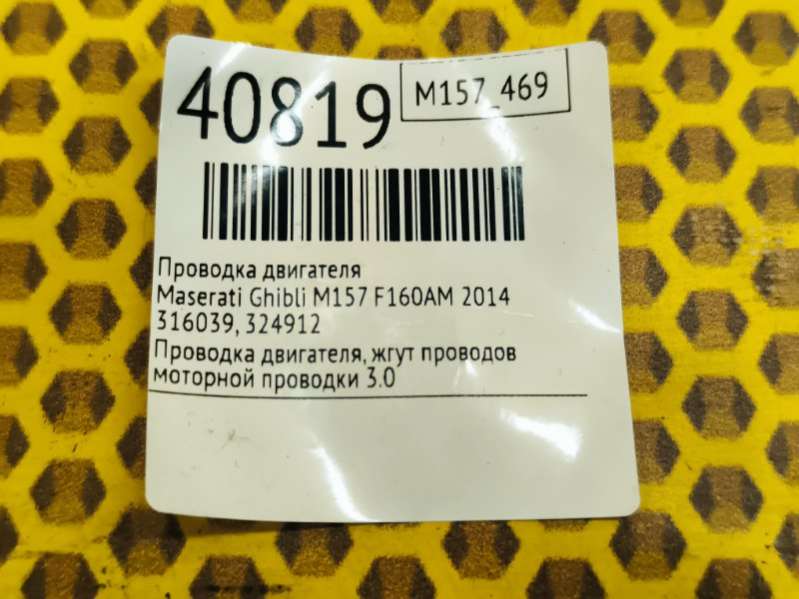 40819
M157_469
Проводка двигателя
Maserati Ghibli M157 F160AM 2014
316039, 324912
Проводка двигателя, жгут проводов
моторной проводки 3.0